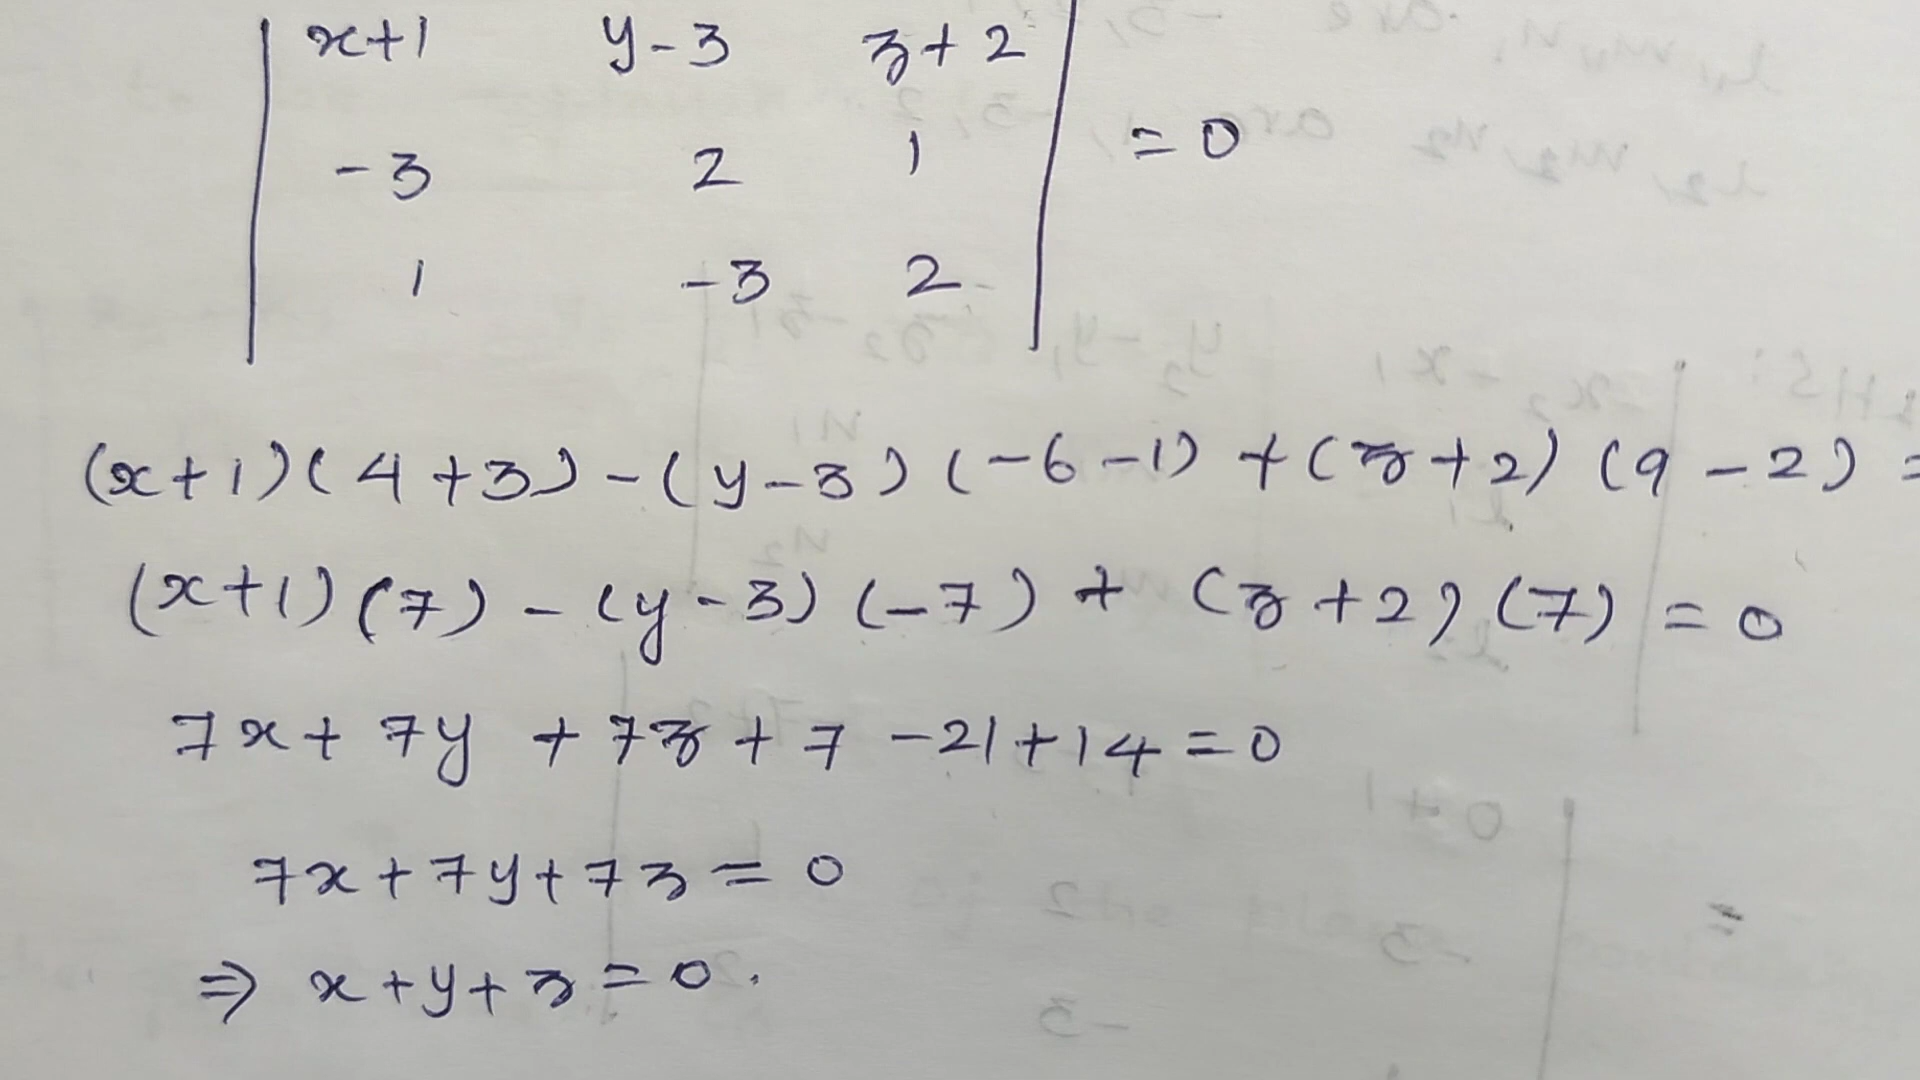 | x+1 y-3 z+2 |
| -3 2 1 | = 0
| 1 -3 2 |
(x+1)(4+3)-(y-3)(-6-1)+(z+2)(9-2)=
(x+1)(7)-(y-3)(-7)+(z+2)(7)=0
7x+7y+7z+7-21+14=0
7x+7y+7z=0
⇒ x+y+z=0.